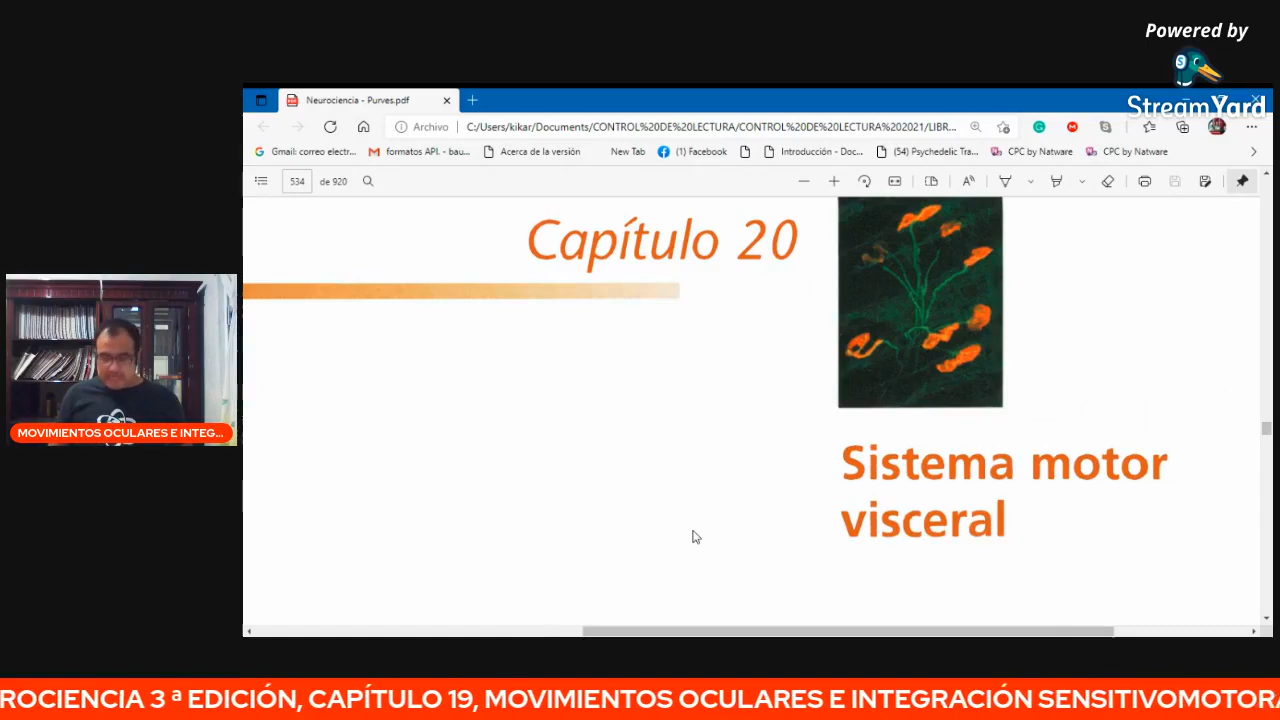 Powered by
StreamYard
Neurociencia - Purves.pdf
Archivo
C:/Users/kikar/Documents/CONTROL%20DE%20LECTURA/CONTROL%20DE%20LECTURA%202021/LIBR...
Gmail: correo electr...
formatos API. - bau...
Acerca de la versión
New Tab
(1) Facebook
Introducción - Doc...
(54) Psychedelic Tra...
CPC by Natware
CPC by Natware
534 de 920
Capítulo 20
Sistema motor
visceral
MOVIMIENTOS OCULARES E INTEG...
ROCIENCIA 3 ª EDICIÓN, CAPÍTULO 19, MOVIMIENTOS OCULARES E INTEGRACIÓN SENSITIVOMOTORA